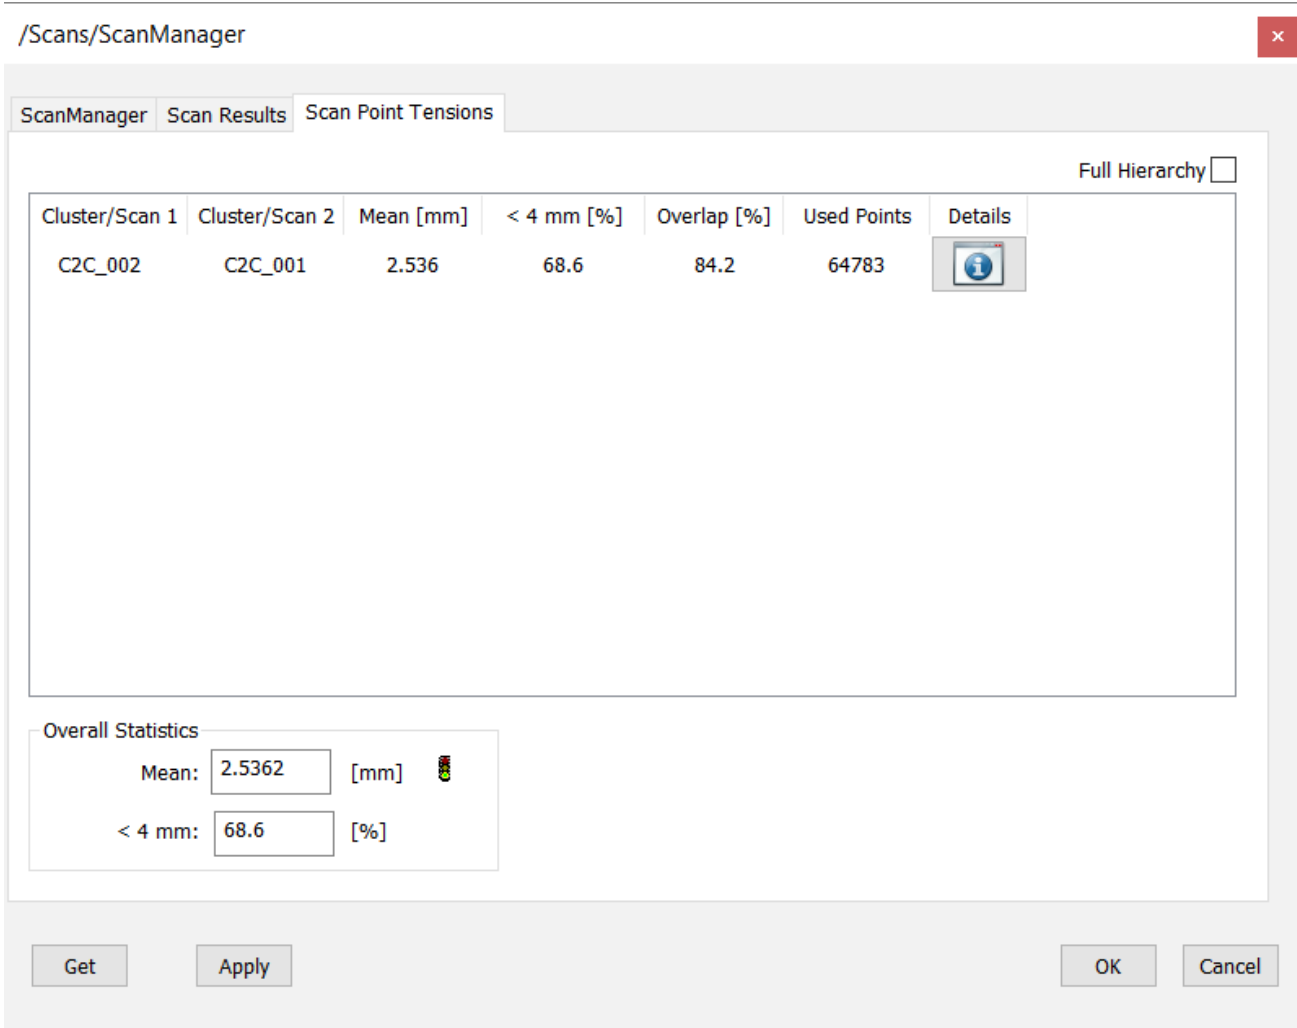 /Scans/ScanManager
ScanManager Scan Results Scan Point Tensions
Full Hierarchy
Cluster/Scan 1 Cluster/Scan 2 Mean [mm] < 4 mm [%] Overlap [%] Used Points Details
C2C_002 C2C_001 2.536 68.6 84.2 64783
Overall Statistics
Mean: 2.5362 [mm]
< 4 mm: 68.6 [%]
Get Apply OK Cancel